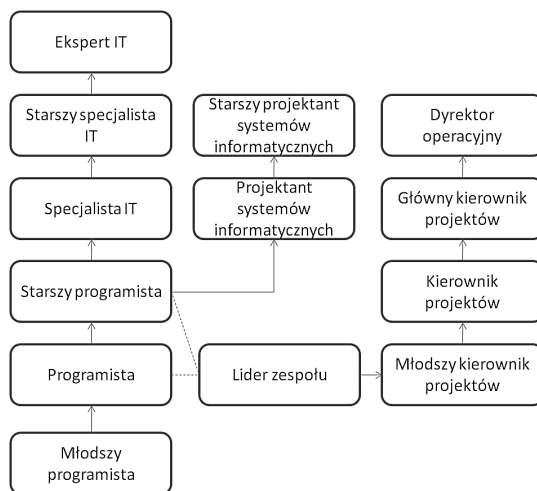 Ekspert IT
Starszy specjalista
IT
Specjalista IT
Starszy programista
Programista
Młodszy
programista
Starszy projektant
systemów
informatycznych
Projektant
systemów
informatycznych
Lider zespołu
Dyrektor
operacyjny
Główny kierownik
projektów
Kierownik
projektów
Młodszy kierownik
projektów